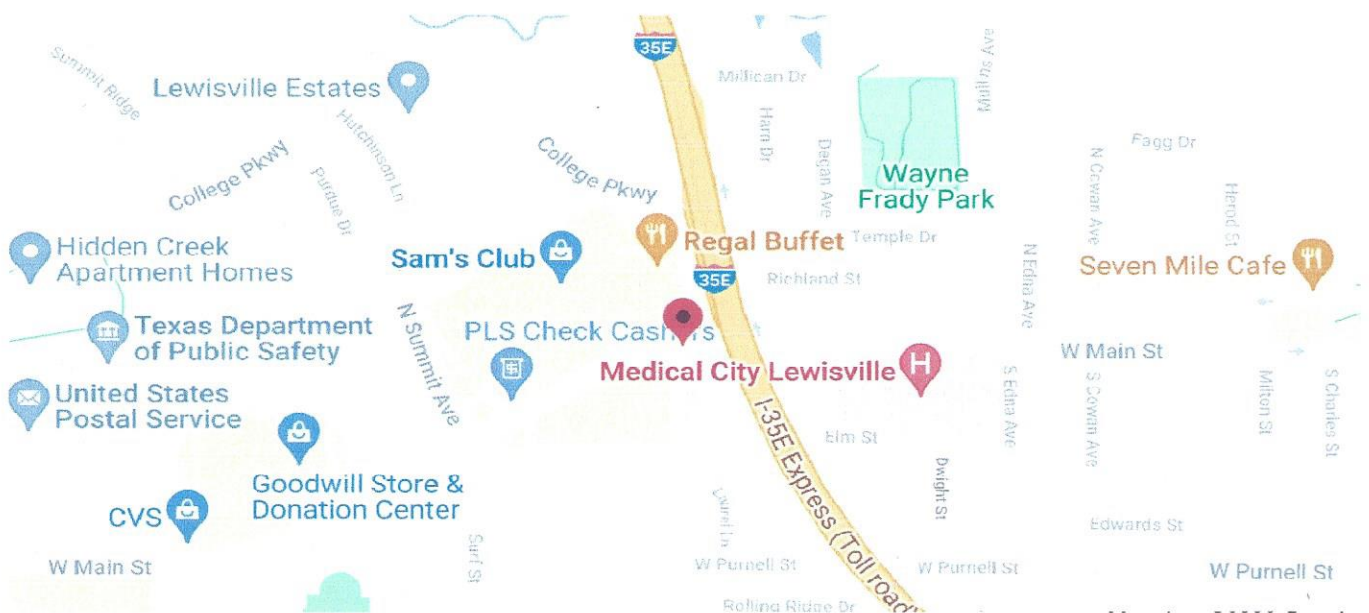 35E
Millican Dr
Mullins Ave
Summit Ridge
Lewisville Estates
Hutchinson Ln
Harn Dr
Degan Ave
Fagg Dr
College Pkwy
College Pkwy
Purdue Dr
Wayne
Frady Park
N Cowan Ave
Herod St
Hidden Creek
Apartment Homes
Sam's Club
Regal Buffet
Temple Dr
Richland St
35E
N Edna Ave
Seven Mile Cafe
Texas Department
of Public Safety
N Summit Ave
PLS Check Cashers
W Main St
Medical City Lewisville
H
United States
Postal Service
S Edna Ave
S Cowan Ave
Milton St
S Charles St
I-35E Express (Toll road)
Elm St
Goodwill Store &
Donation Center
Dwight St
CVS
Surf St
Laurel Ln
Edwards St
W Main St
W Purnell St
W Purnell St
W Purnell St
Rolling Ridge Dr